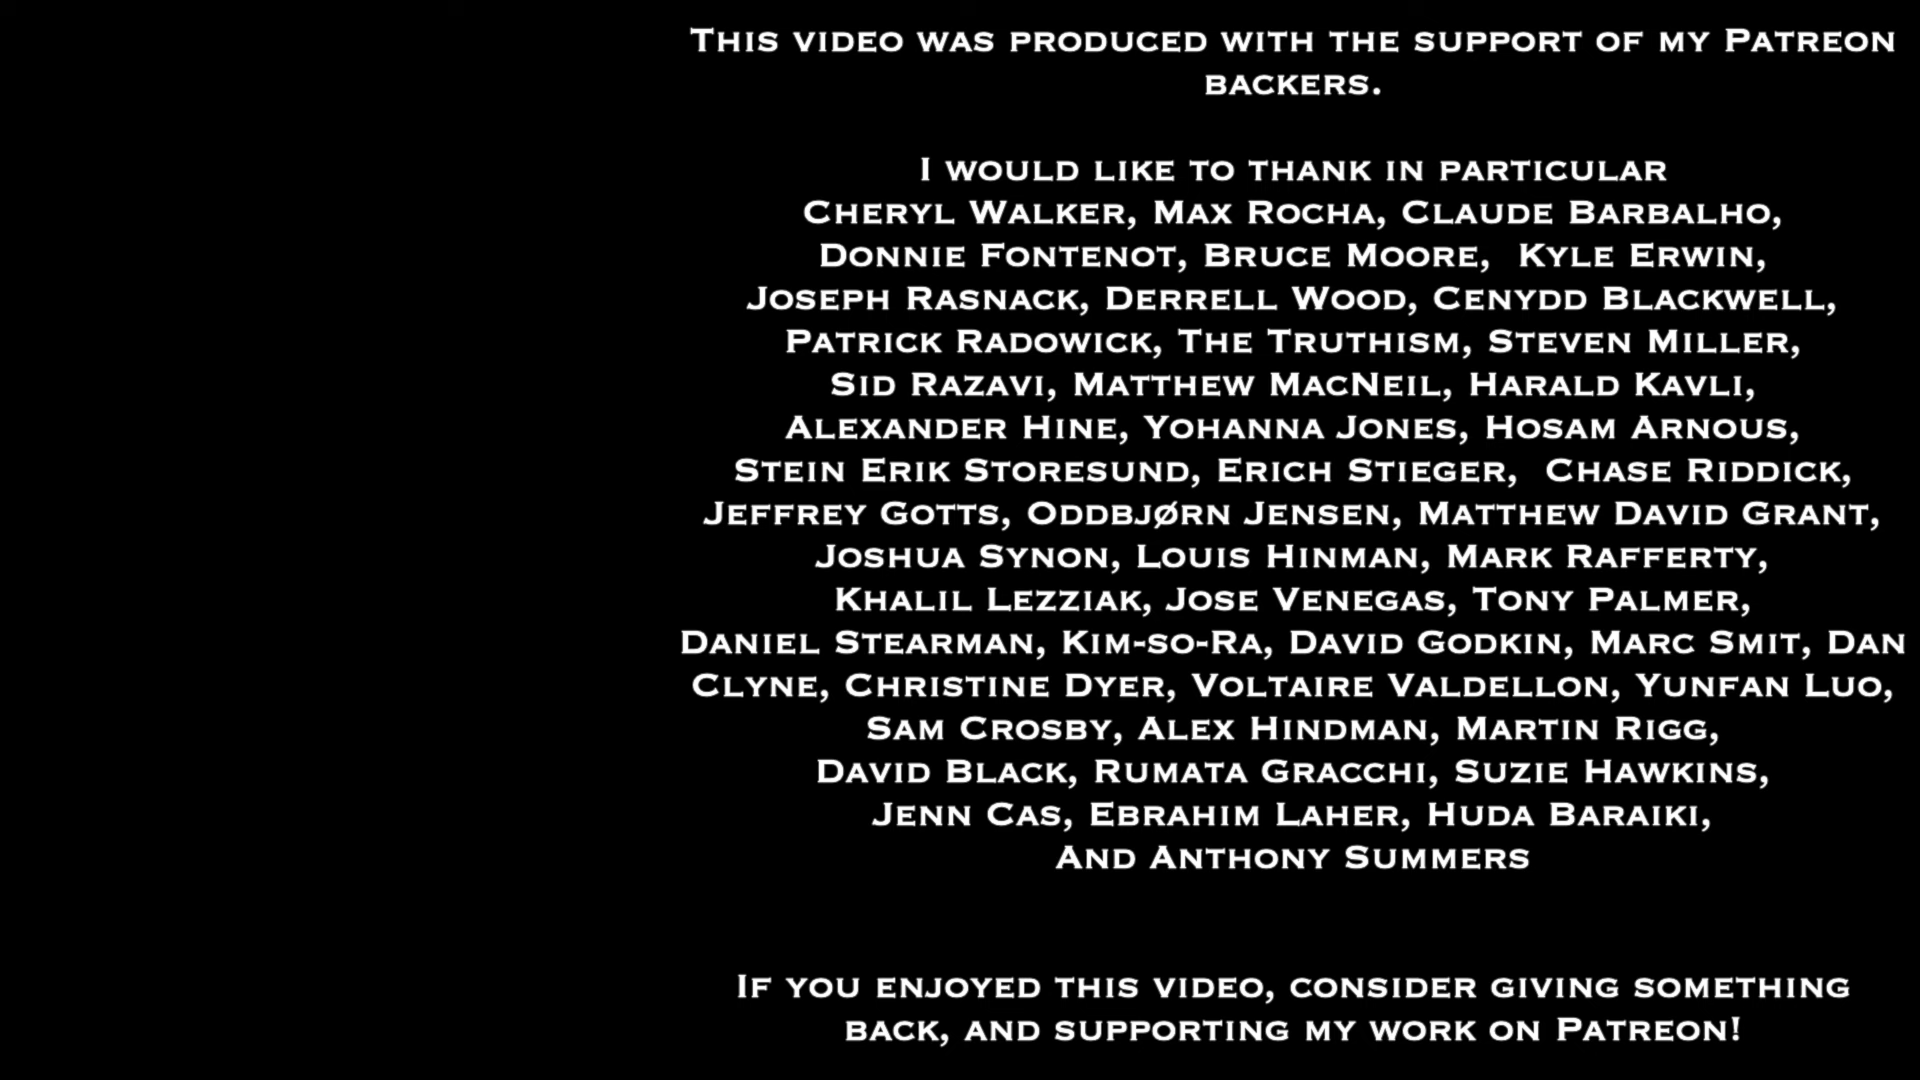 This video was produced with the support of my Patreon
backers.
I would like to thank in particular
Cheryl Walker, Max Rocha, Claude Barbalho,
Donnie Fontenot, Bruce Moore,  Kyle Erwin,
Joseph Rasnack, Derrell Wood, Cenydd Blackwell,
Patrick Radowick, The Truthism, Steven Miller,
Sid Razavi, Matthew MacNeil, Harald Kavli,
Alexander Hine, Yohanna Jones, Hosam Arnous,
Stein Erik Storesund, Erich Stieger,  Chase Riddick,
Jeffrey Gotts, Oddbjørn Jensen, Matthew David Grant,
Joshua Synon, Louis Hinman, Mark Rafferty,
Khalil Lezziak, Jose Venegas, Tony Palmer,
Daniel Stearman, Kim-so-Ra, David Godkin, Marc Smit, Dan
Clyne, Christine Dyer, Voltaire Valdellon, Yunfan Luo,
Sam Crosby, Alex Hindman, Martin Rigg,
David Black, Rumata Gracchi, Suzie Hawkins,
Jenn Cas, Ebrahim Laher, Huda Baraiki,
And Anthony Summers
If you enjoyed this video, consider giving something
back, and supporting my work on Patreon!